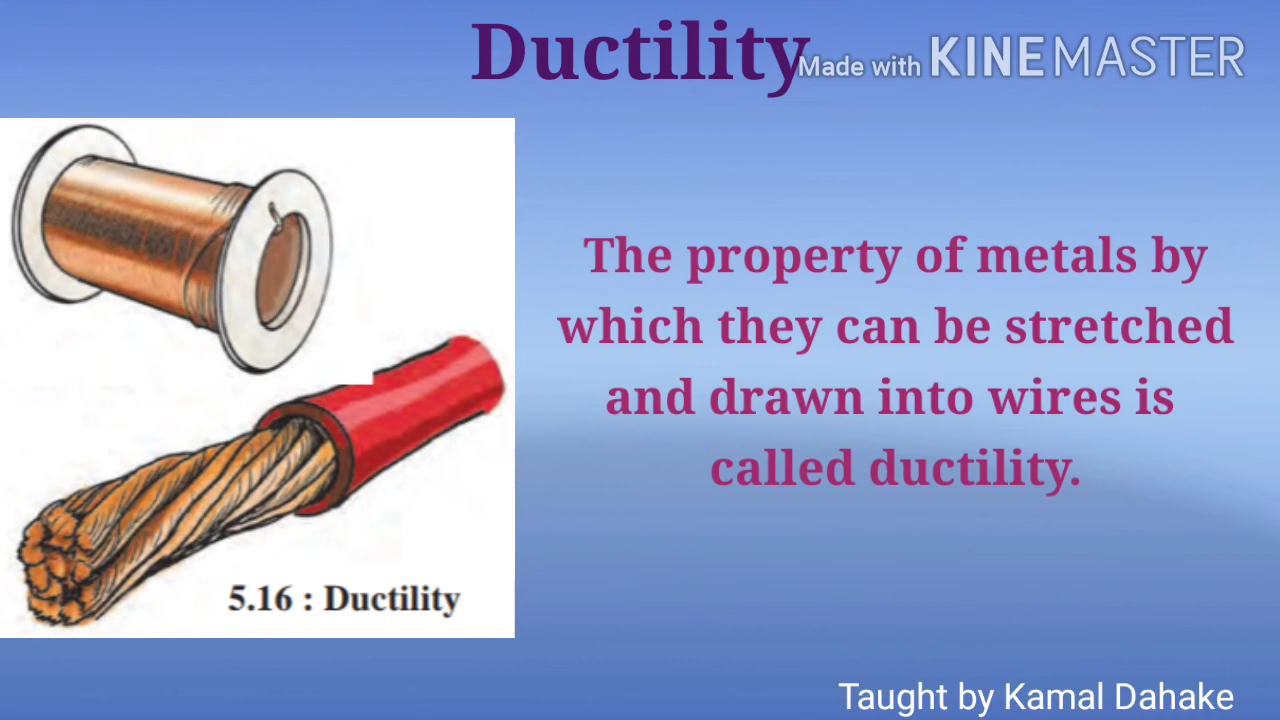 Ductility
Made with KINEMASTER
The property of metals by
which they can be stretched
and drawn into wires is
called ductility.
5.16 : Ductility
Taught by Kamal Dahake